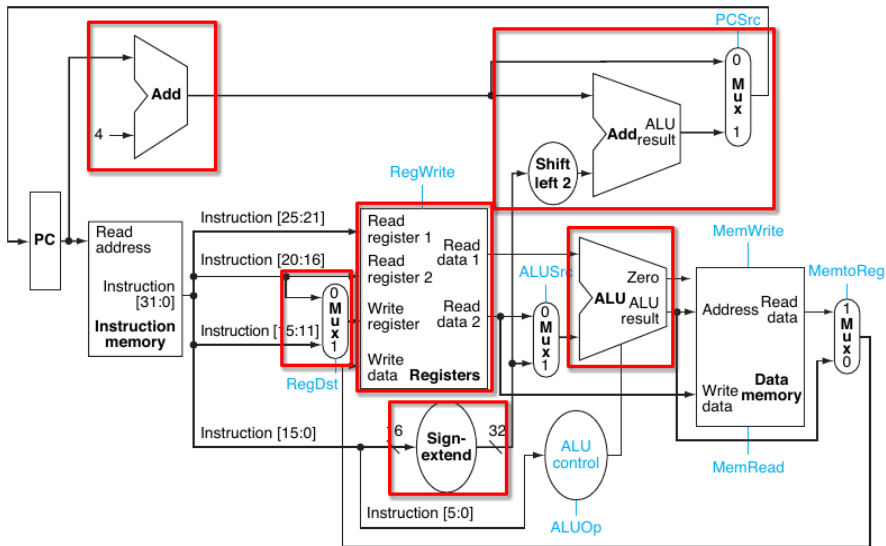 PCSrc
Add
4
0
Mux
1
Add
ALU
result
Shift
left 2
RegWrite
PC
Read
address
Instruction
[31:0]
Instruction
memory
Instruction [25:21]
Instruction [20:16]
Instruction [15:11]
0
Mux
1
RegDst
Read
register 1
Read
register 2
Write
register
Write
data
Read
data 1
Read
data 2
Registers
ALUSrc
0
Mux
1
Zero
ALU
ALU
result
MemWrite
Address
Read
data
Write
data
Data
memory
MemRead
MemtoReg
1
Mux
0
Instruction [15:0]
16
Sign-
extend
32
Instruction [5:0]
ALU
control
ALUOp